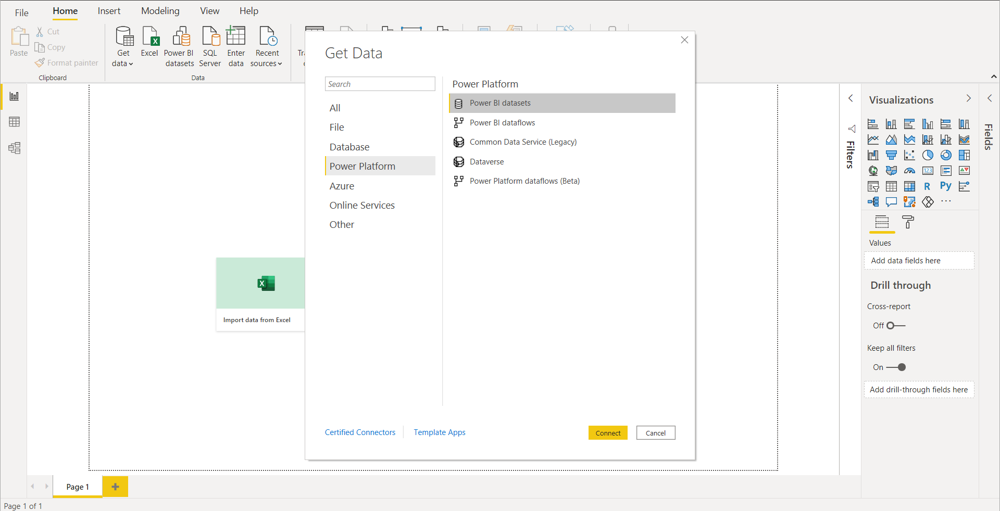 File
Home
Insert
Modeling
View
Help
Paste
Cut
Copy
Format painter
Clipboard
Get
data
Excel
Power BI
datasets
SQL
Server
Enter
data
Recent
sources
Data
Get Data
Search
All
File
Database
Power Platform
Azure
Online Services
Other
Power Platform
Power BI datasets
Power BI dataflows
Common Data Service (Legacy)
Dataverse
Power Platform dataflows (Beta)
Certified Connectors
Template Apps
Connect
Cancel
Import data from Excel
Filters
Visualizations
123
R
Py
...
Values
Add data fields here
Drill through
Cross-report
Off
Keep all filters
On
Add drill-through fields here
Fields
Page 1
Page 1 of 1